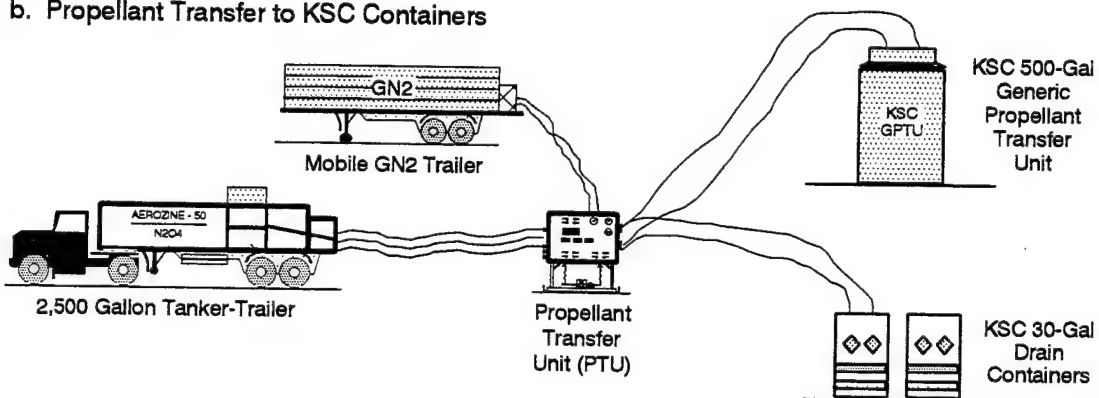 b. Propellant Transfer to KSC Containers
GN2
Mobile GN2 Trailer
KSC
GPTU
KSC 500-Gal
Generic
Propellant
Transfer
Unit
AEROZINE - 50
N2O4
2,500 Gallon Tanker-Trailer
Propellant
Transfer
Unit (PTU)
KSC 30-Gal
Drain
Containers